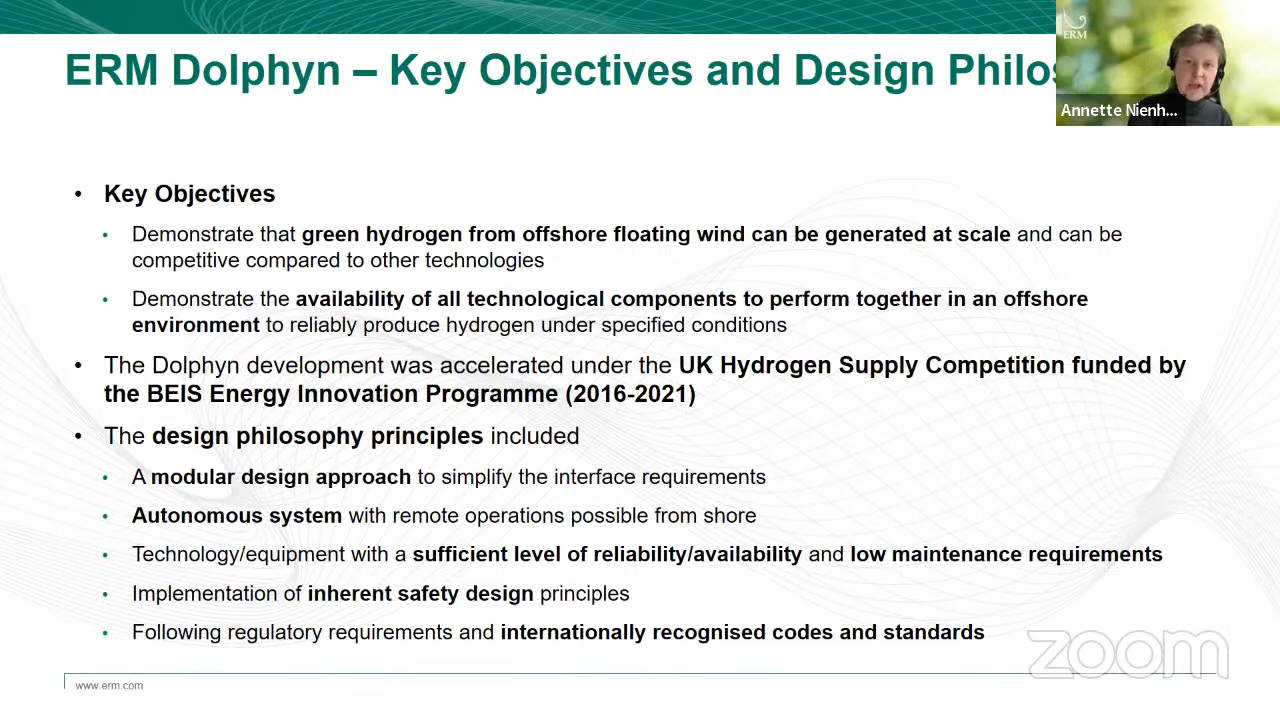 ERM Dolphyn – Key Objectives and Design Philos
ERM
Annette Nienh...
• Key Objectives
• Demonstrate that green hydrogen from offshore floating wind can be generated at scale and can be
competitive compared to other technologies
• Demonstrate the availability of all technological components to perform together in an offshore
environment to reliably produce hydrogen under specified conditions
• The Dolphyn development was accelerated under the UK Hydrogen Supply Competition funded by
the BEIS Energy Innovation Programme (2016-2021)
• The design philosophy principles included
• A modular design approach to simplify the interface requirements
• Autonomous system with remote operations possible from shore
• Technology/equipment with a sufficient level of reliability/availability and low maintenance requirements
• Implementation of inherent safety design principles
• Following regulatory requirements and internationally recognised codes and standards
zoom
www.erm.com